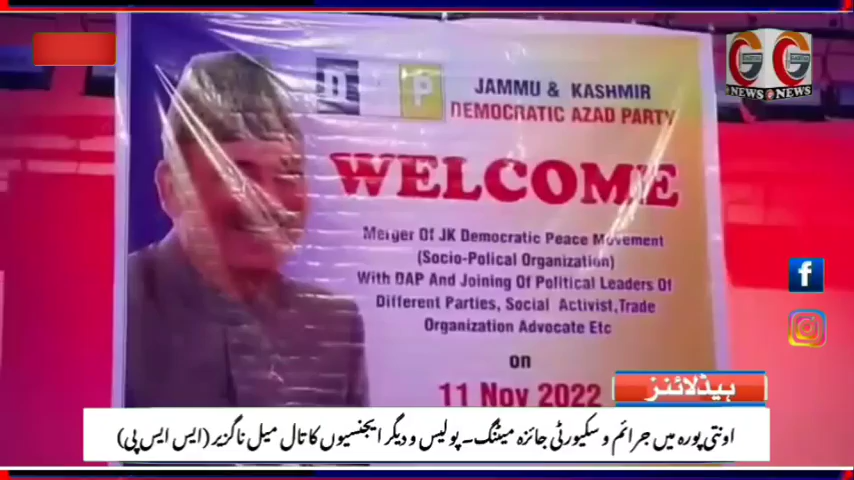 D P
JAMMU & KASHMIR
DEMOCRATIC AZAD PARTY
WELCOME
Merger Of JK Democratic Peace Movement
(Socio-Polical Organization)
With DAP And Joining Of Political Leaders Of
Different Parties, Social Activist,Trade
Organization Advocate Etc
on
11 Nov 2022
G G
NEWS NEWS
f
ہیڈلائنز
اونتی پورہ میں جرائم و سکیورٹی جائزہ میٹنگ۔ پولیس و دیگر ایجنسیوں کا تال میل ناگزیر (ایس ایس پی)